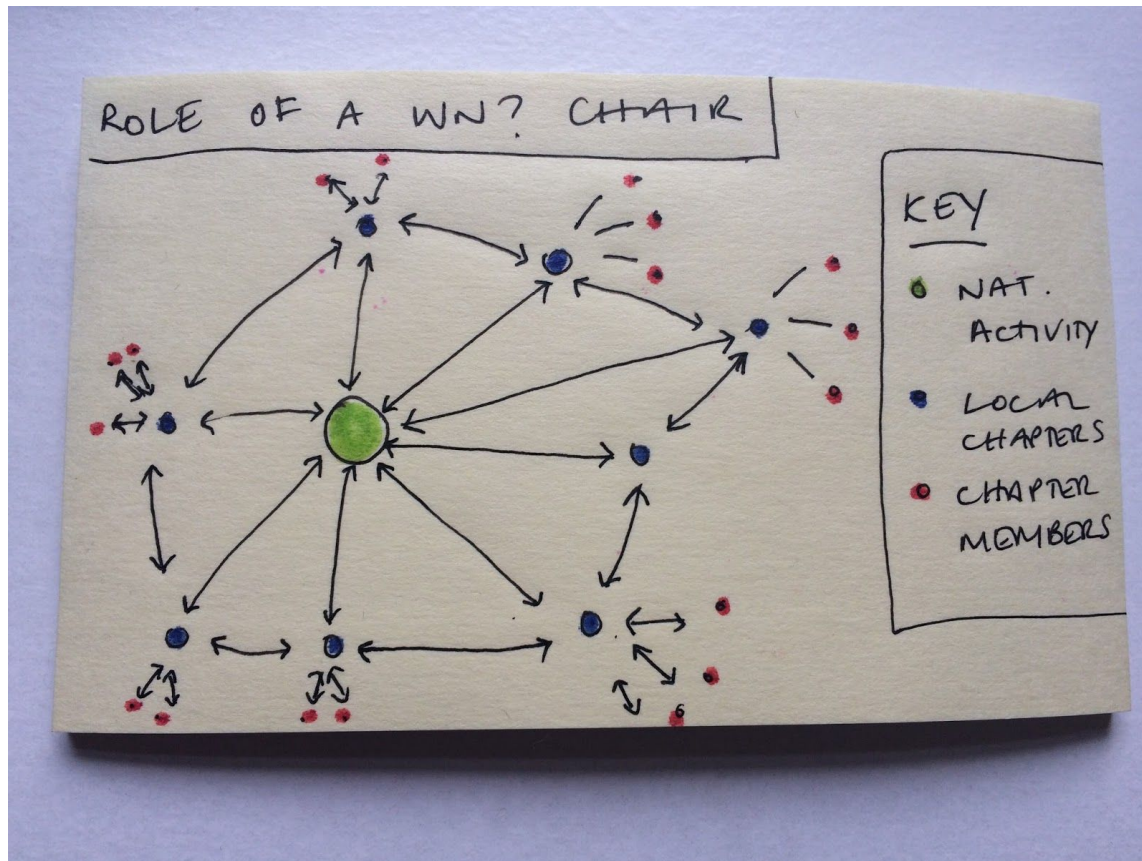 ROLE OF A WN? CHAIR
KEY
NAT.
ACTIVITY
LOCAL
CHAPTERS
CHAPTER
MEMBERS